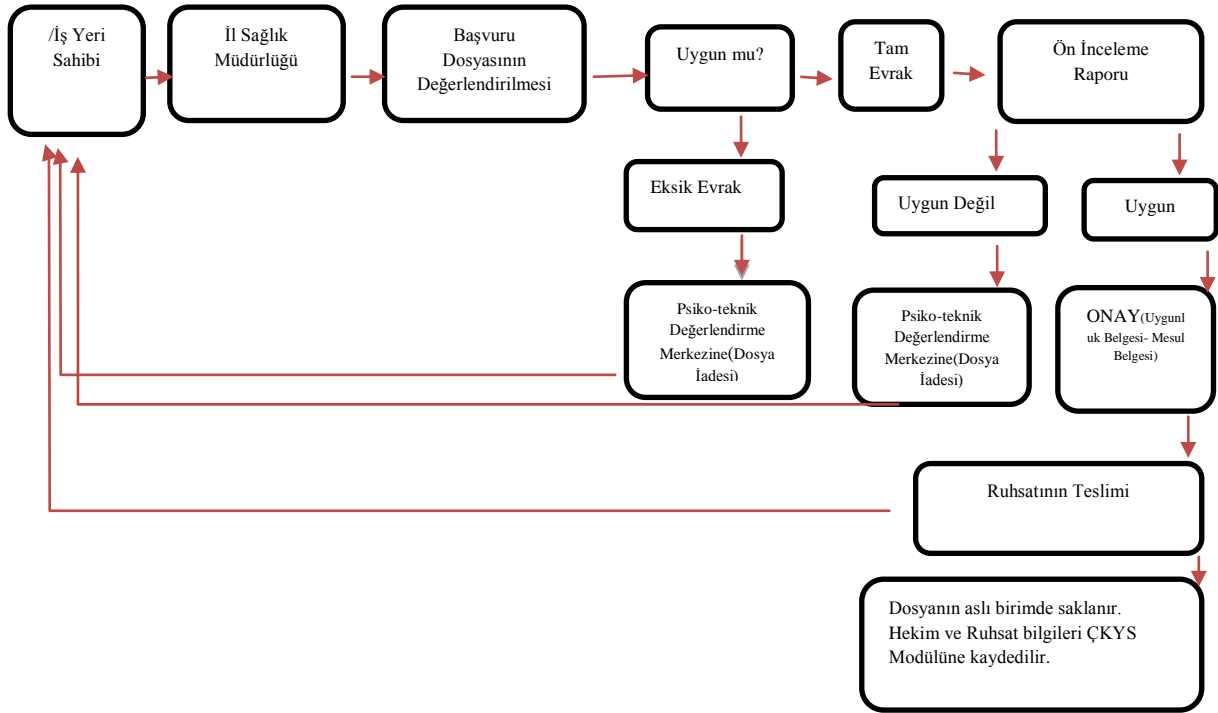 /İş Yeri
Sahibi
İl Sağlık
Müdürlüğü
Başvuru
Dosyasının
Değerlendirilmesi
Uygun mu?
Tam
Evrak
Ön İnceleme
Raporu
Eksik Evrak
Uygun Değil
Uygun
Psiko-teknik
Değerlendirme
Merkezine(Dosya
İadesi)
Psiko-teknik
Değerlendirme
Merkezine(Dosya
İadesi)
ONAY(Uygunl
uk Belgesi- Mesul
Belgesi)
Ruhsatının Teslimi
Dosyanın aslı birimde saklanır.
Hekim ve Ruhsat bilgileri ÇKYS
Modülüne kaydedilir.